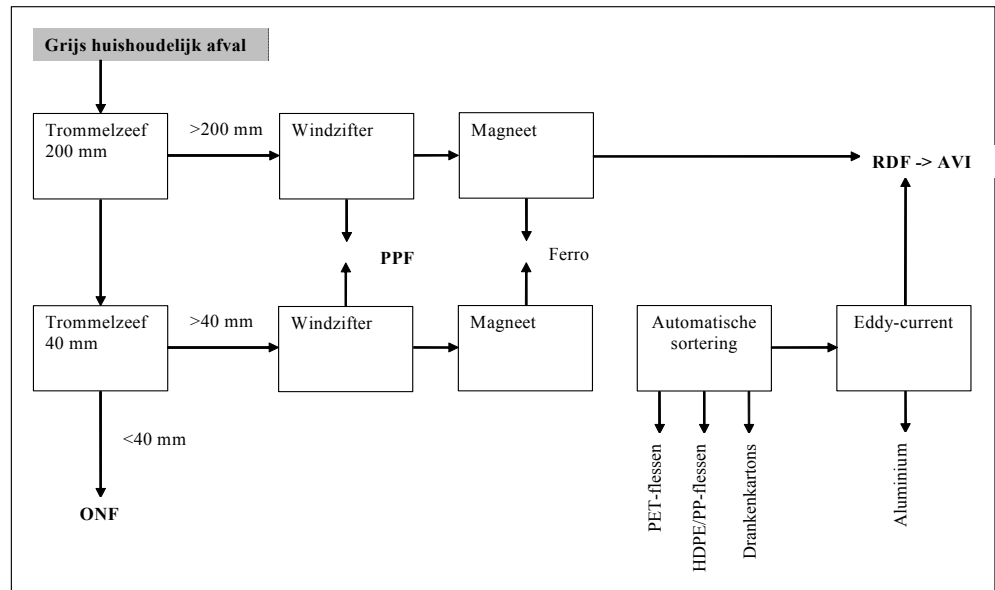 Grijs huishoudelijk afval
Trommelzeef
200 mm
>200 mm
Windzifter
Magneet
RDF -> AVI
PPF
Ferro
Trommelzeef
40 mm
>40 mm
Windzifter
Magneet
Automatische
sortering
Eddy-current
<40 mm
ONF
PET-flessen
HDPE/PP-flessen
Drankenkartons
Aluminium